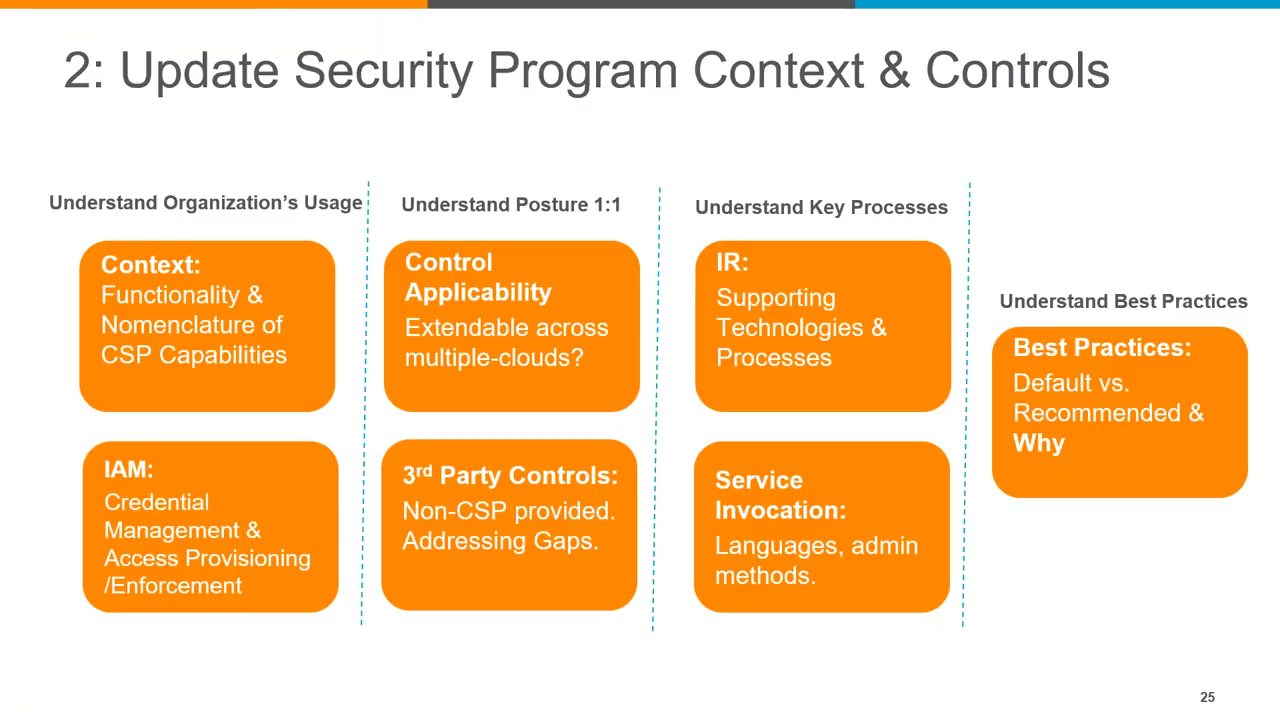 2: Update Security Program Context & Controls
Understand Organization’s Usage
Context:
Functionality &
Nomenclature of
CSP Capabilities
IAM:
Credential
Management &
Access Provisioning
/Enforcement
Understand Posture 1:1
Control
Applicability
Extendable across
multiple-clouds?
3rd Party Controls:
Non-CSP provided.
Addressing Gaps.
Understand Key Processes
IR:
Supporting
Technologies &
Processes
Service
Invocation:
Languages, admin
methods.
Understand Best Practices
Best Practices:
Default vs.
Recommended &
Why
25